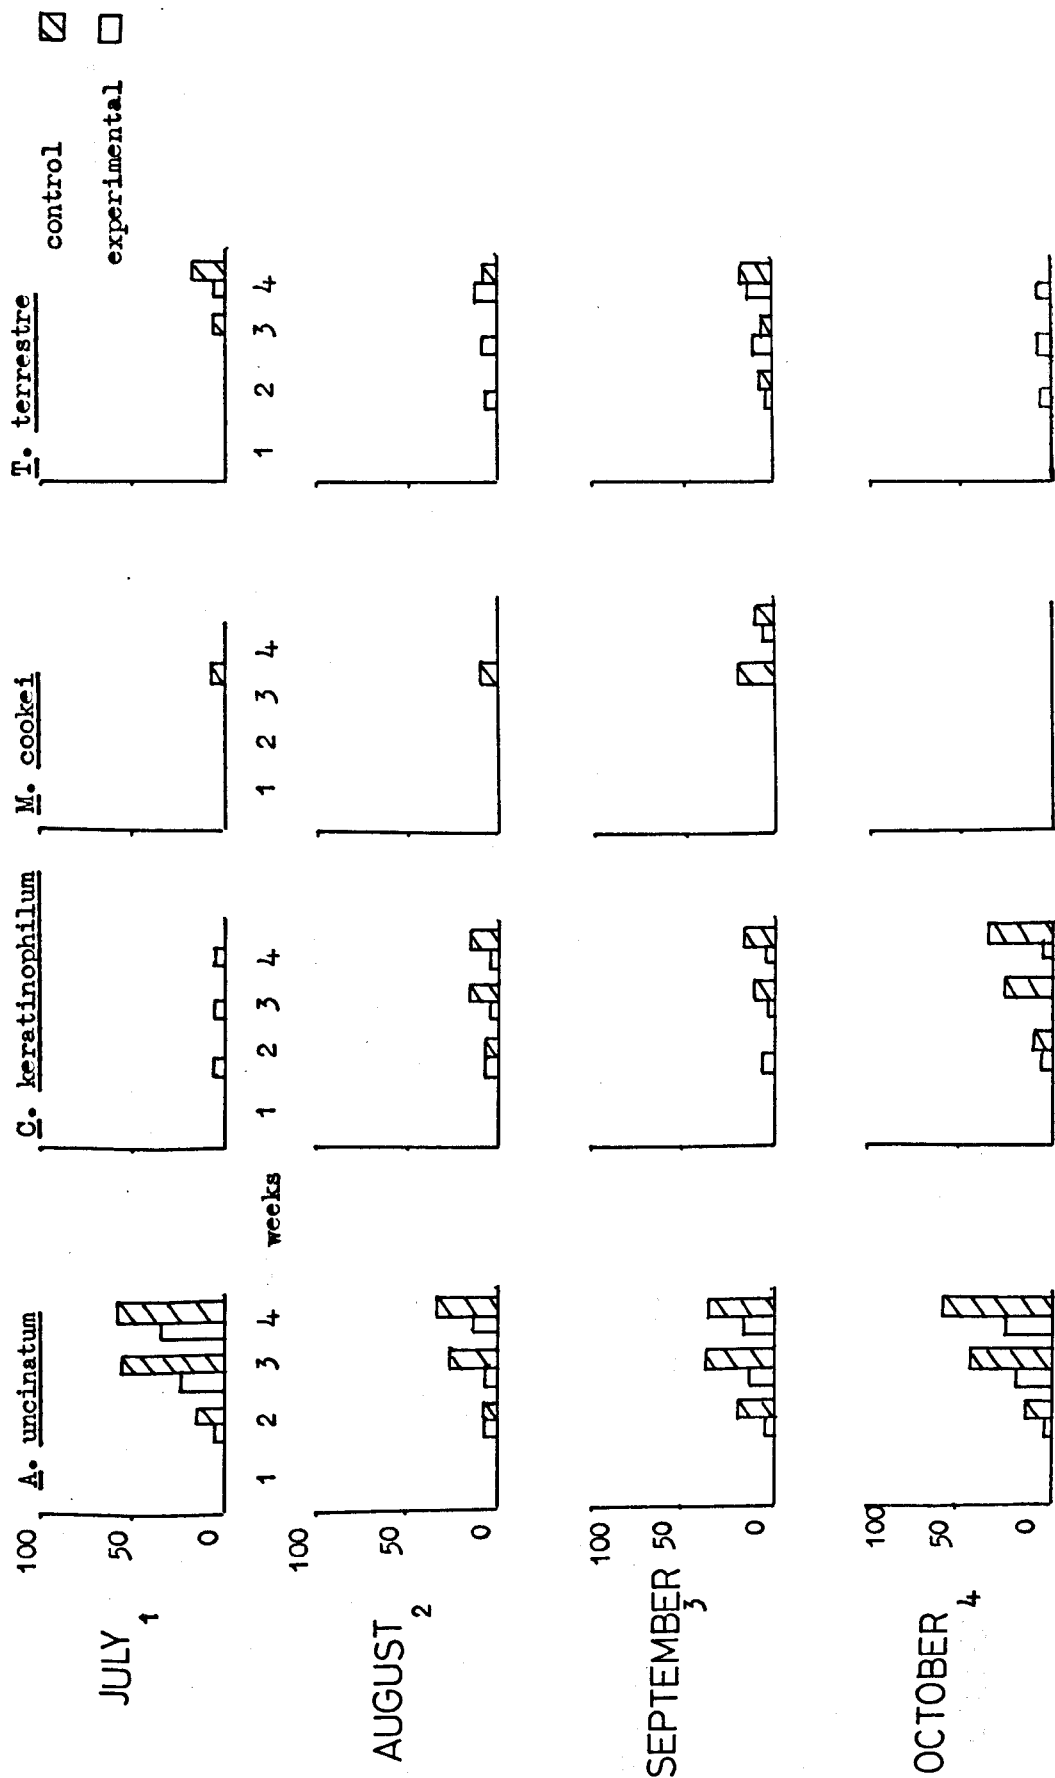 A. uncinatum
C. keratinophilum
M. cookei
T. terrestre
control
experimental
JULY 1
100
50
0
1 2 3 4
weeks
1 2 3 4
1 2 3 4
1 2 3 4
AUGUST 2
100
50
0
SEPTEMBER 3
100
50
0
OCTOBER 4
100
50
0